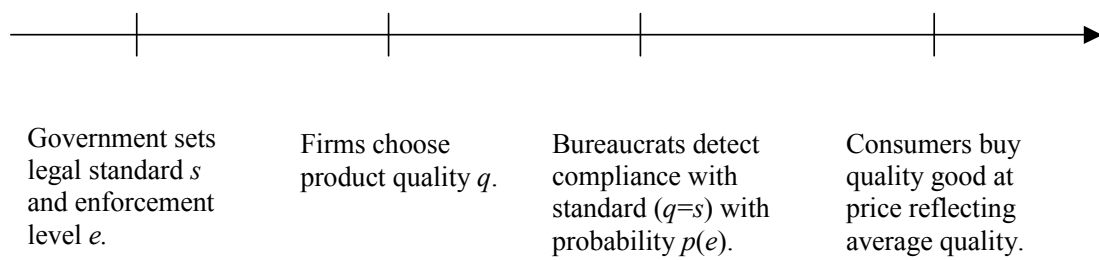 Government sets
legal standard s
and enforcement
level e.
Firms choose
product quality q.
Bureaucrats detect
compliance with
standard (q=s) with
probability p(e).
Consumers buy
quality good at
price reflecting
average quality.